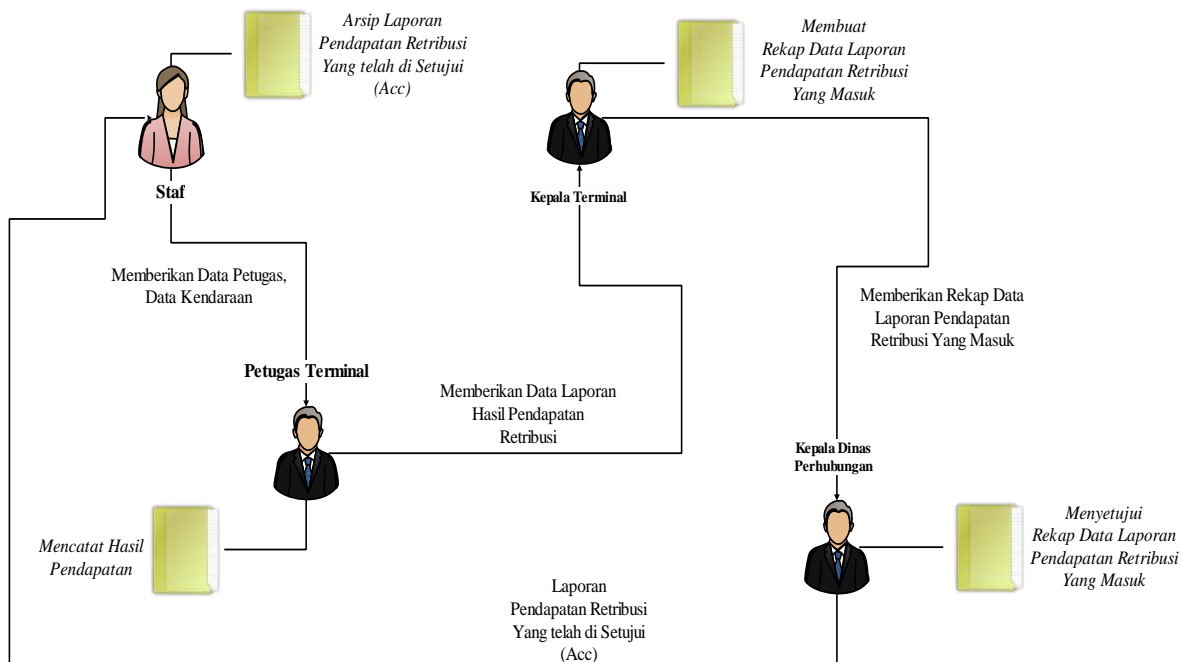 Arsip Laporan
Pendapatan Retribusi
Yang telah di Setujui
(Acc)
Membuat
Rekap Data Laporan
Pendapatan Retribusi
Yang Masuk
Staf
Kepala Terminal
Memberikan Data Petugas,
Data Kendaraan
Memberikan Rekap Data
Laporan Pendapatan
Retribusi Yang Masuk
Petugas Terminal
Memberikan Data Laporan
Hasil Pendapatan
Retribusi
Kepala Dinas
Perhubungan
Mencatat Hasil
Pendapatan
Menyetujui
Rekap Data Laporan
Pendapatan Retribusi
Yang Masuk
Laporan
Pendapatan Retribusi
Yang telah di Setujui
(Acc)